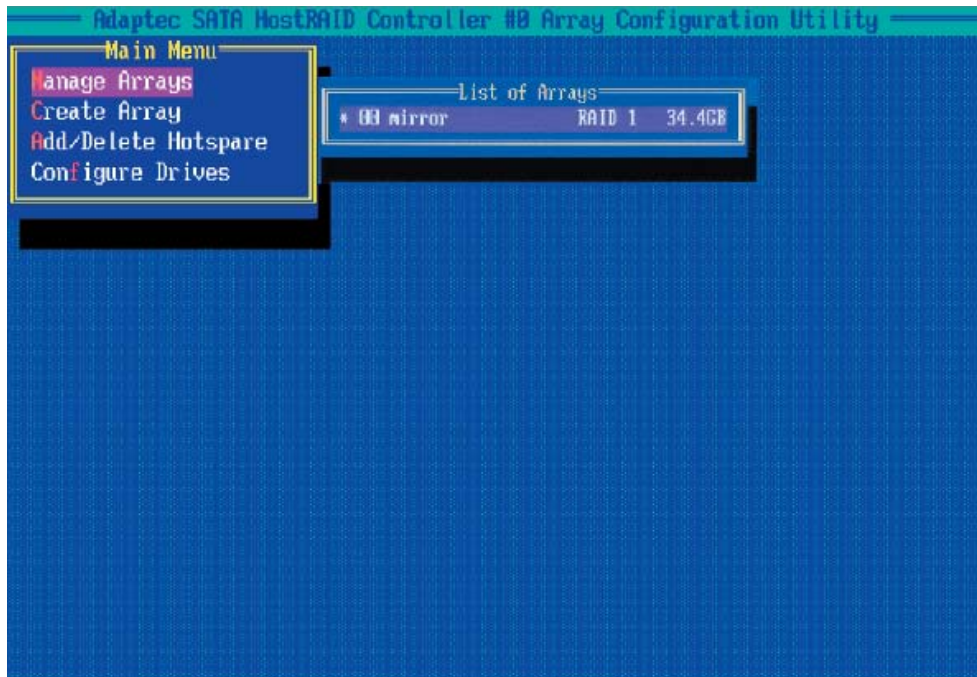 Adaptec SATA HostRAID Controller #0 Array Configuration Utility
Main Menu
Manage Arrays
Create Array
Add/Delete Hotspare
Configure Drives
List of Arrays
* 00 mirror RAID 1 34.4GB